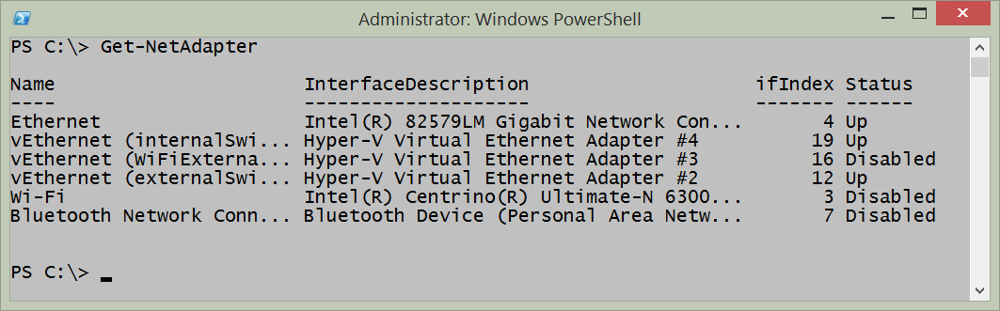 Administrator: Windows PowerShell
PS C:\> Get-NetAdapter
Name                      InterfaceDescription                    ifIndex Status
----                      --------------------                    ------- ------
Ethernet                  Intel(R) 82579LM Gigabit Network Con...       4 Up
vEthernet (internalSwi... Hyper-V Virtual Ethernet Adapter #4          19 Up
vEthernet (WiFiExterna... Hyper-V Virtual Ethernet Adapter #3          16 Disabled
vEthernet (externalSwi... Hyper-V Virtual Ethernet Adapter #2          12 Up
Wi-Fi                     Intel(R) Centrino(R) Ultimate-N 6300...       3 Disabled
Bluetooth Network Conn... Bluetooth Device (Personal Area Netw...       7 Disabled
PS C:\> _